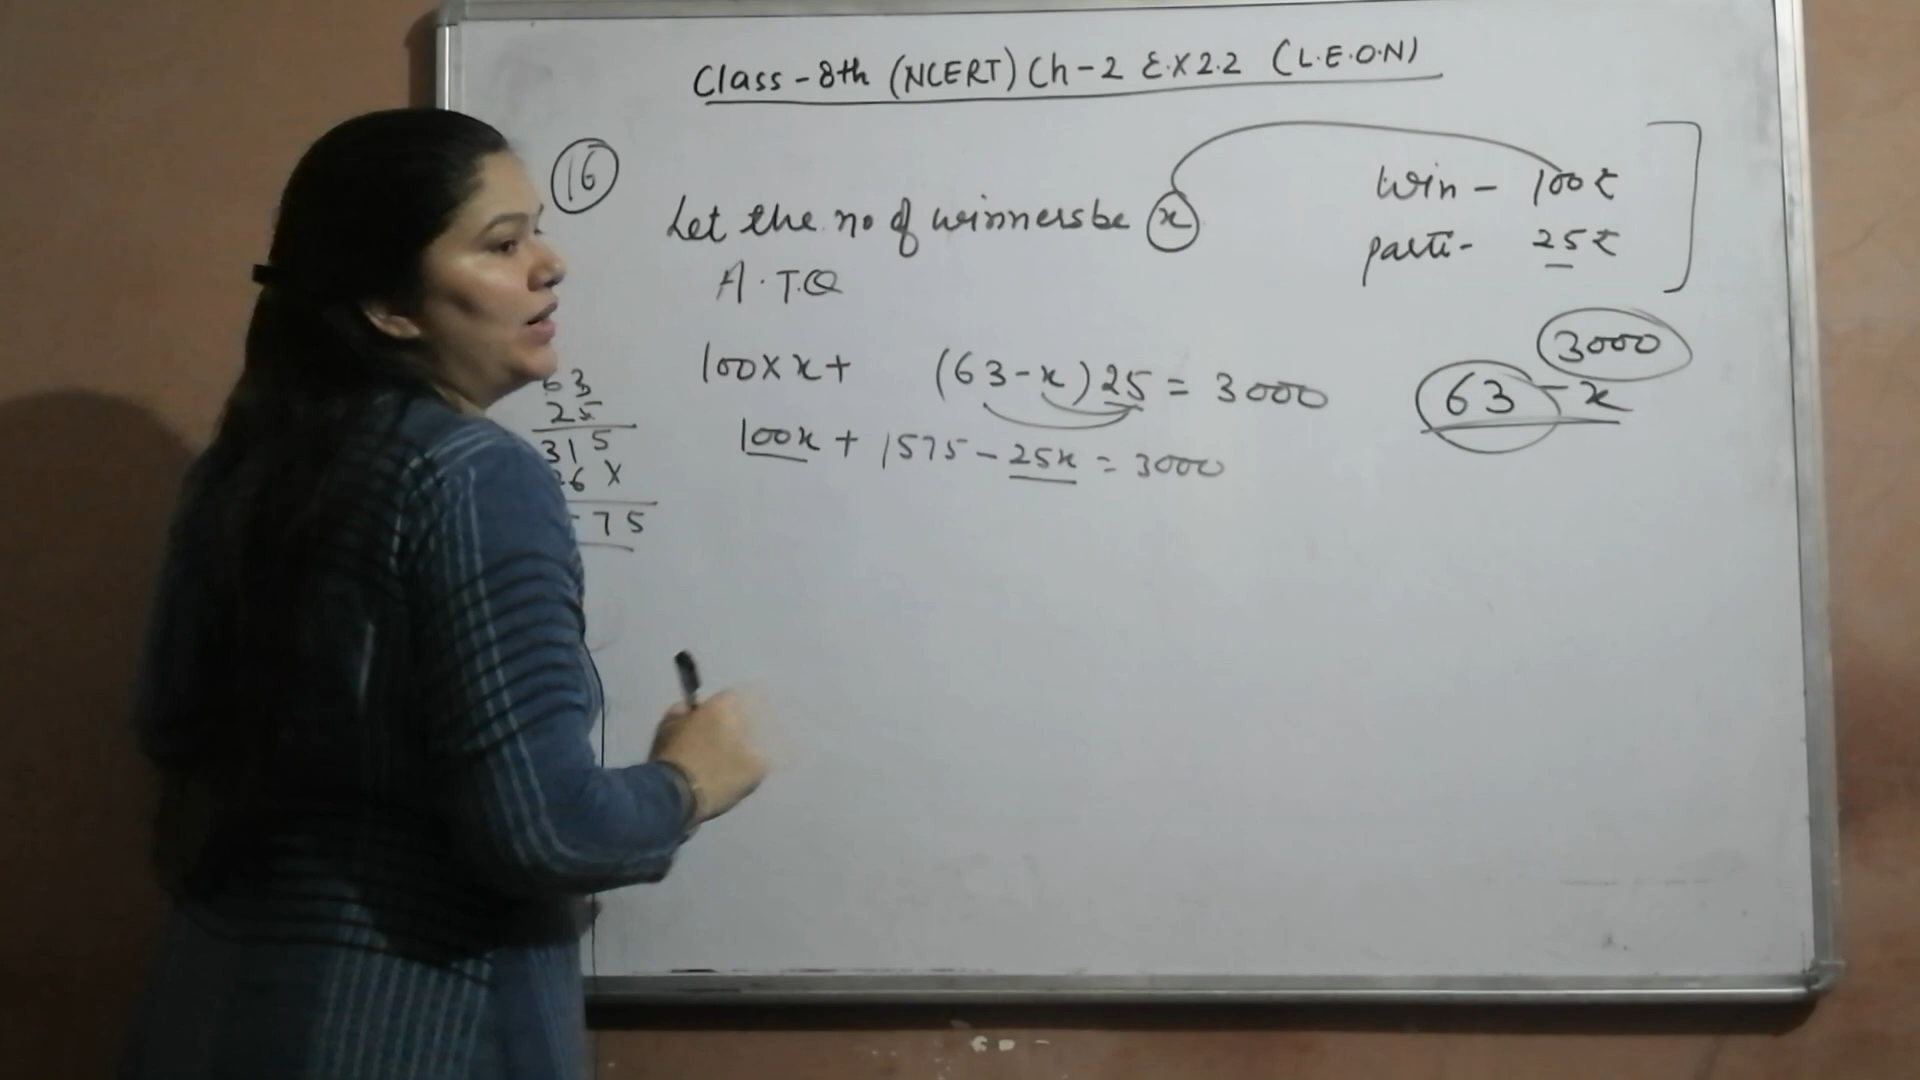 Class - 8th (NCERT) Ch-2 E.X 2.2 (L.E.O.N)
16
Let the no of winners be x
A.T.Q
100 X x + (63 - x) 25 = 3000
100x + 1575 - 25x = 3000
Win - 100₹
parti - 25₹
3000
63 - x
63
25
315
26 X
75